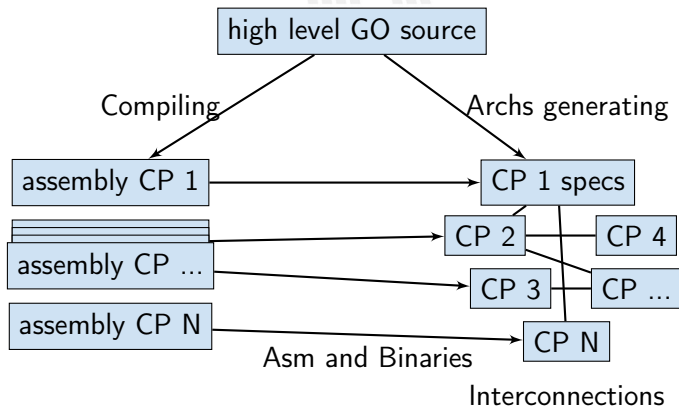 high level GO source
Compiling
Archs generating
assembly CP 1
CP 1 specs
CP 2
CP 4
assembly CP ...
CP 3
CP ...
assembly CP N
CP N
Asm and Binaries
Interconnections